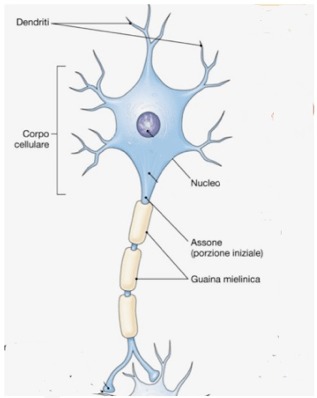 Dendriti
Corpo
cellulare
Nucleo
Assone
(porzione iniziale)
Guaina mielinica